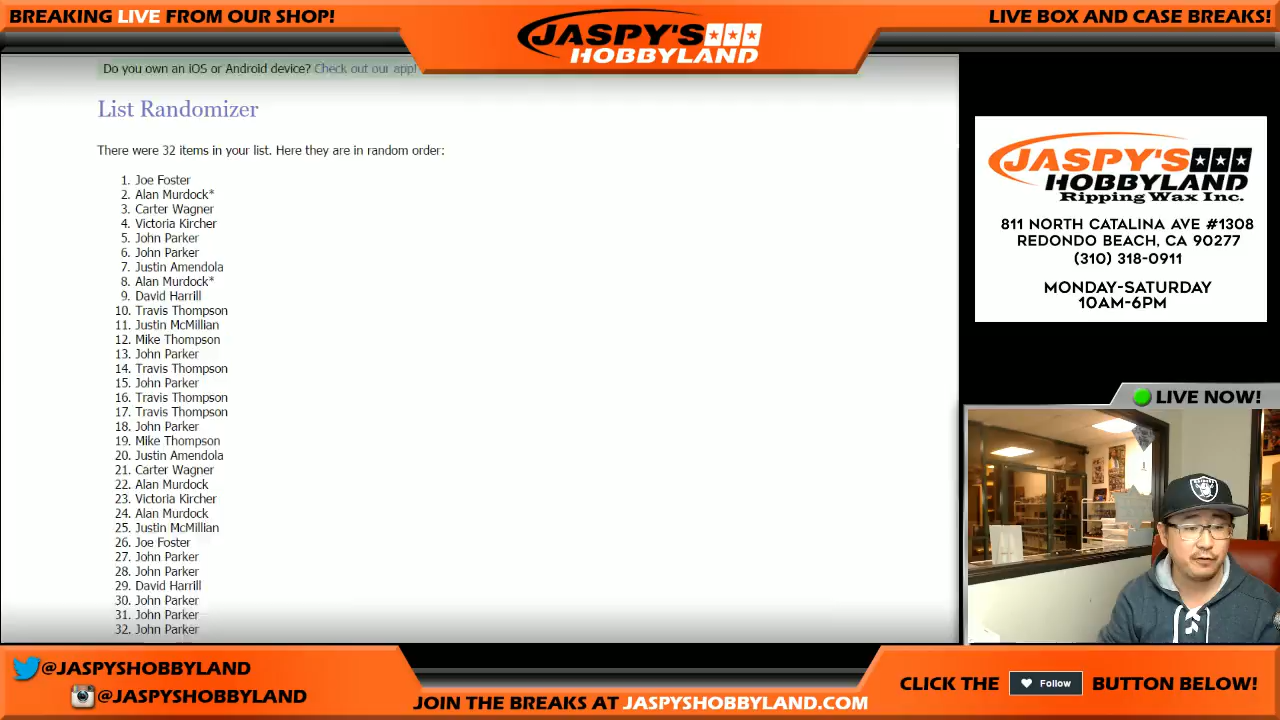 BREAKING LIVE FROM OUR SHOP!
JASPY'S
HOBBYLAND
LIVE BOX AND CASE BREAKS!
Do you own an iOS or Android device? Check out our app!
List Randomizer
There were 32 items in your list. Here they are in random order:
1. Joe Foster
2. Alan Murdock*
3. Carter Wagner
4. Victoria Kircher
5. John Parker
6. John Parker
7. Justin Amendola
8. Alan Murdock*
9. David Harrill
10. Travis Thompson
11. Justin McMillian
12. Mike Thompson
13. John Parker
14. Travis Thompson
15. John Parker
16. Travis Thompson
17. Travis Thompson
18. John Parker
19. Mike Thompson
20. Justin Amendola
21. Carter Wagner
22. Alan Murdock
23. Victoria Kircher
24. Alan Murdock
25. Justin McMillian
26. Joe Foster
27. John Parker
28. John Parker
29. David Harrill
30. John Parker
31. John Parker
32. John Parker
JASPY'S
HOBBYLAND
Ripping Wax Inc.
811 NORTH CATALINA AVE #1308
REDONDO BEACH, CA 90277
(310) 318-0911
MONDAY-SATURDAY
10AM-6PM
LIVE NOW!
RAIDERS
@JASPYSHOBBYLAND
@JASPYSHOBBYLAND
JOIN THE BREAKS AT JASPYSHOBBYLAND.COM
CLICK THE Follow BUTTON BELOW!